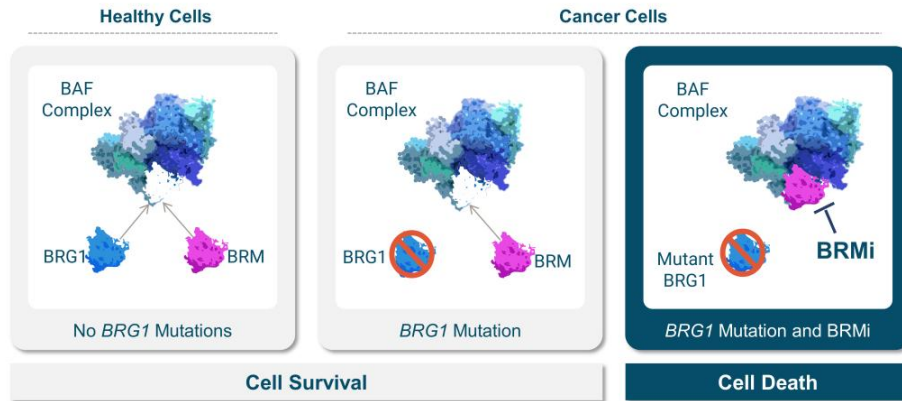 Healthy Cells
Cancer Cells
BAF
Complex
BRG1
BRM
No BRG1 Mutations
BAF
Complex
BRG1
BRM
BRG1 Mutation
BAF
Complex
Mutant
BRG1
BRMi
BRG1 Mutation and BRMi
Cell Survival
Cell Death